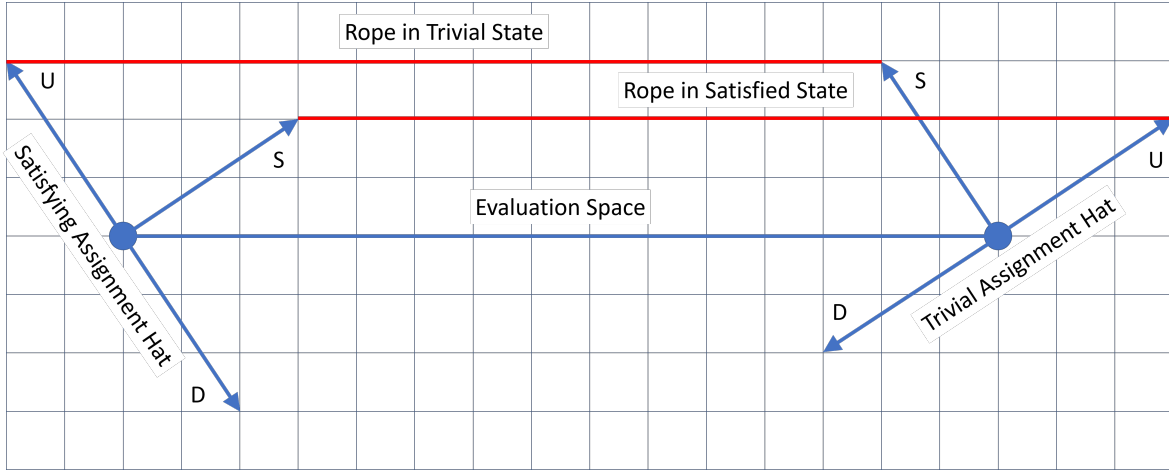 Rope in Trivial State
U
S
Rope in Satisfied State
S
U
Satisfying Assignment Hat
Evaluation Space
Trivial Assignment Hat
D
D